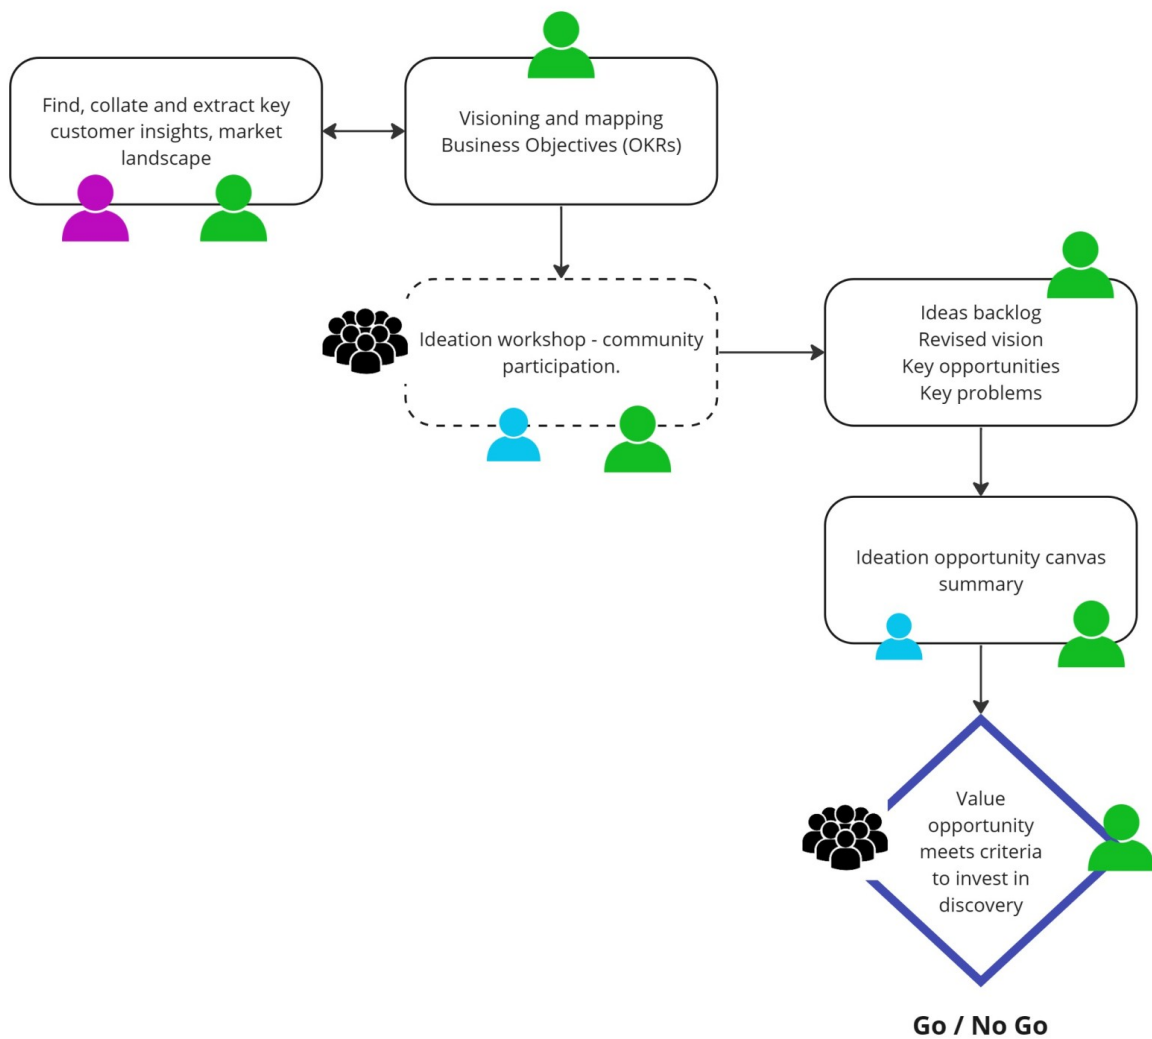 Find, collate and extract key
customer insights, market
landscape
Visioning and mapping
Business Objectives (OKRs)
Ideation workshop - community
participation.
Ideas backlog
Revised vision
Key opportunities
Key problems
Ideation opportunity canvas
summary
Value
opportunity
meets criteria
to invest in
discovery
Go / No Go